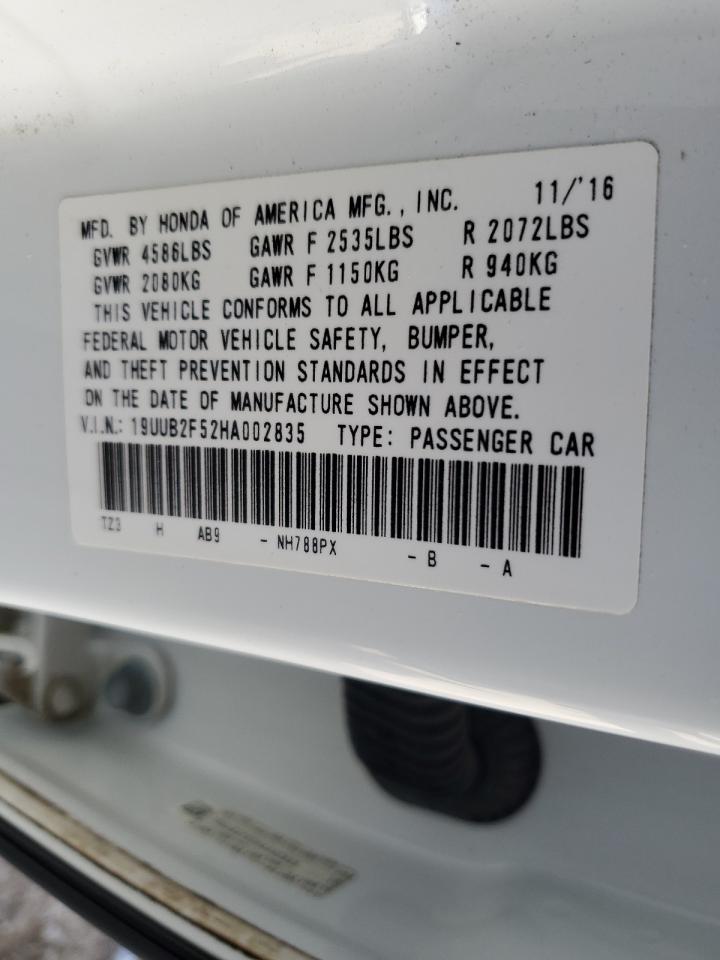 MFD. BY HONDA OF AMERICA MFG., INC. 11/'16
GVWR 4586LBS GAWR F 2535LBS R 2072LBS
GVWR 2080KG GAWR F 1150KG R 940KG
THIS VEHICLE CONFORMS TO ALL APPLICABLE
FEDERAL MOTOR VEHICLE SAFETY, BUMPER,
AND THEFT PREVENTION STANDARDS IN EFFECT
ON THE DATE OF MANUFACTURE SHOWN ABOVE.
V.I.N.: 19UUB2F52HA002835 TYPE: PASSENGER CAR
TZ3 H AB9 - NH788PX - B - A